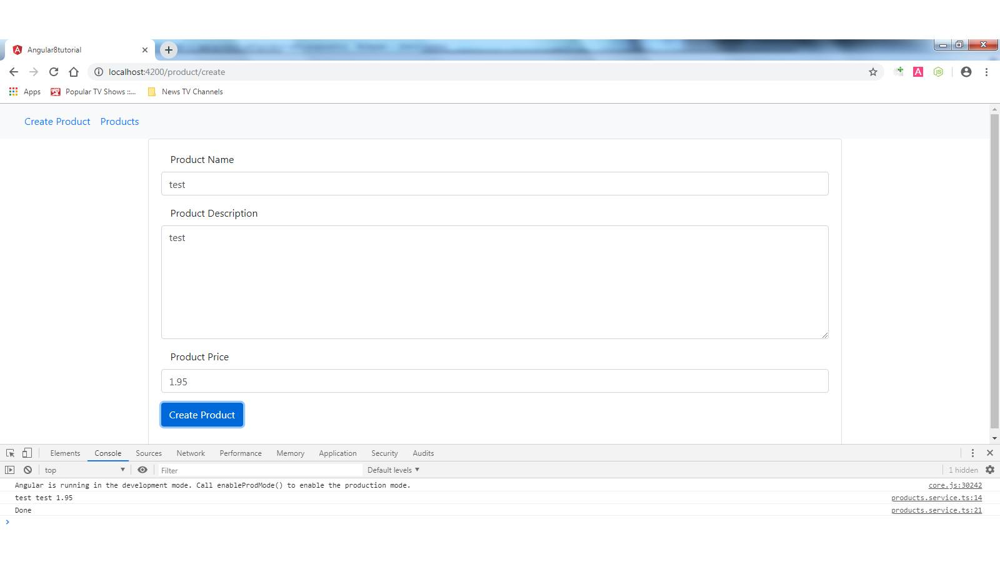 Angular8tutorial
localhost:4200/product/create
Apps Popular TV Shows ::... News TV Channels
Create Product Products
Product Name
test
Product Description
test
Product Price
1.95
Create Product
Elements Console Sources Network Performance Memory Application Security Audits
top Filter Default levels 1 hidden
Angular is running in the development mode. Call enableProdMode() to enable the production mode. core.js:30242
test test 1.95 products.service.ts:14
Done products.service.ts:21